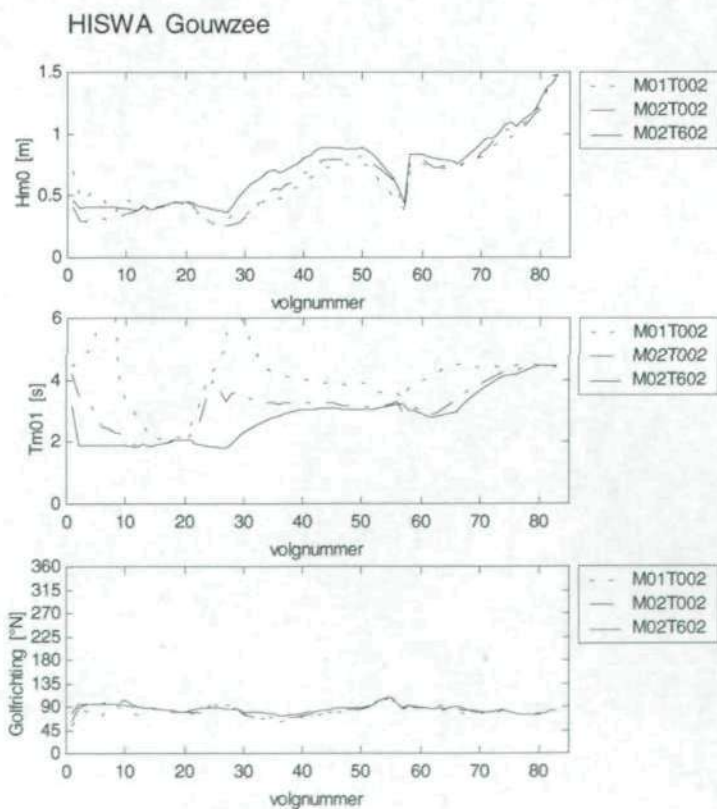 HISWA Gouwzee
1.5
1
0.5
0
Hm0 [m]
0 10 20 30 40 50 60 70 80
volgnummer
M01T002
M02T002
M02T602
6
4
2
0
Tm01 [s]
0 10 20 30 40 50 60 70 80
volgnummer
M01T002
M02T002
M02T602
360
315
270
225
180
135
90
45
0
Golfrichting [°N]
0 10 20 30 40 50 60 70 80
volgnummer
M01T002
M02T002
M02T602